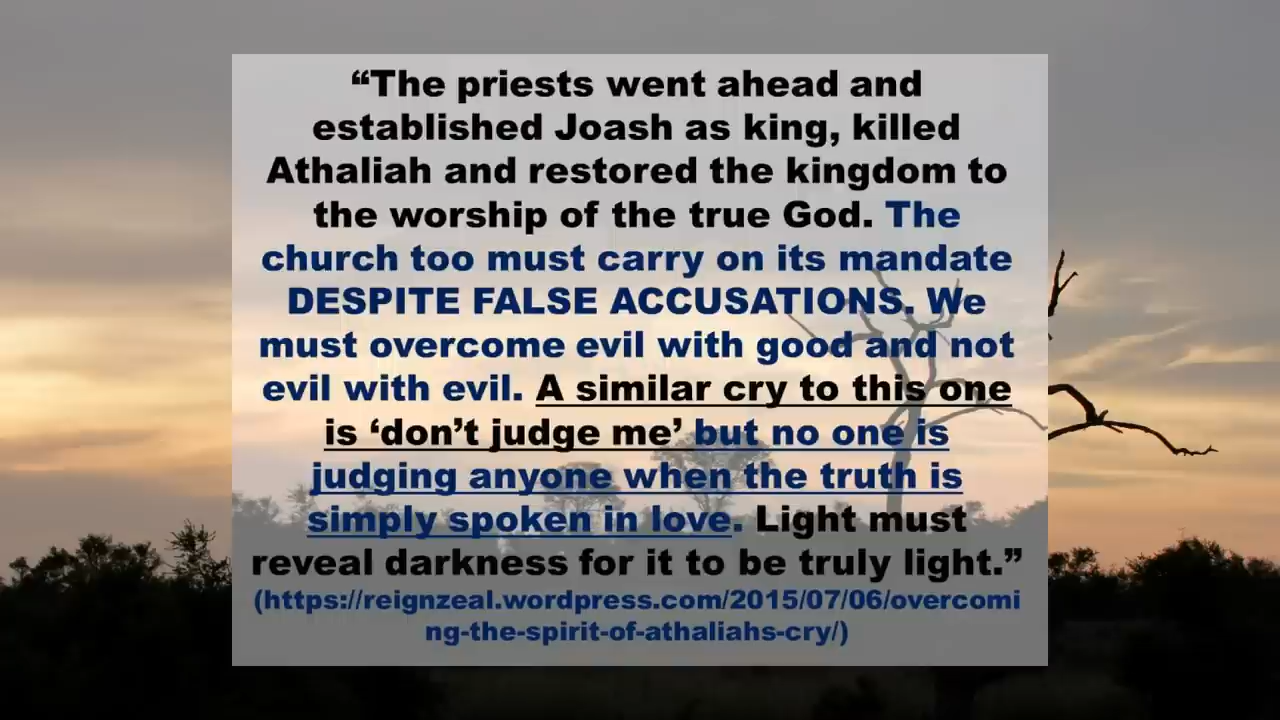 “The priests went ahead and
established Joash as king, killed
Athaliah and restored the kingdom to
the worship of the true God. The
church too must carry on its mandate
DESPITE FALSE ACCUSATIONS. We
must overcome evil with good and not
evil with evil. A similar cry to this one
is ‘don’t judge me’ but no one is
judging anyone when the truth is
simply spoken in love. Light must
reveal darkness for it to be truly light.”
(https://reignzeal.wordpress.com/2015/07/06/overcomi
ng-the-spirit-of-athaliahs-cry/)